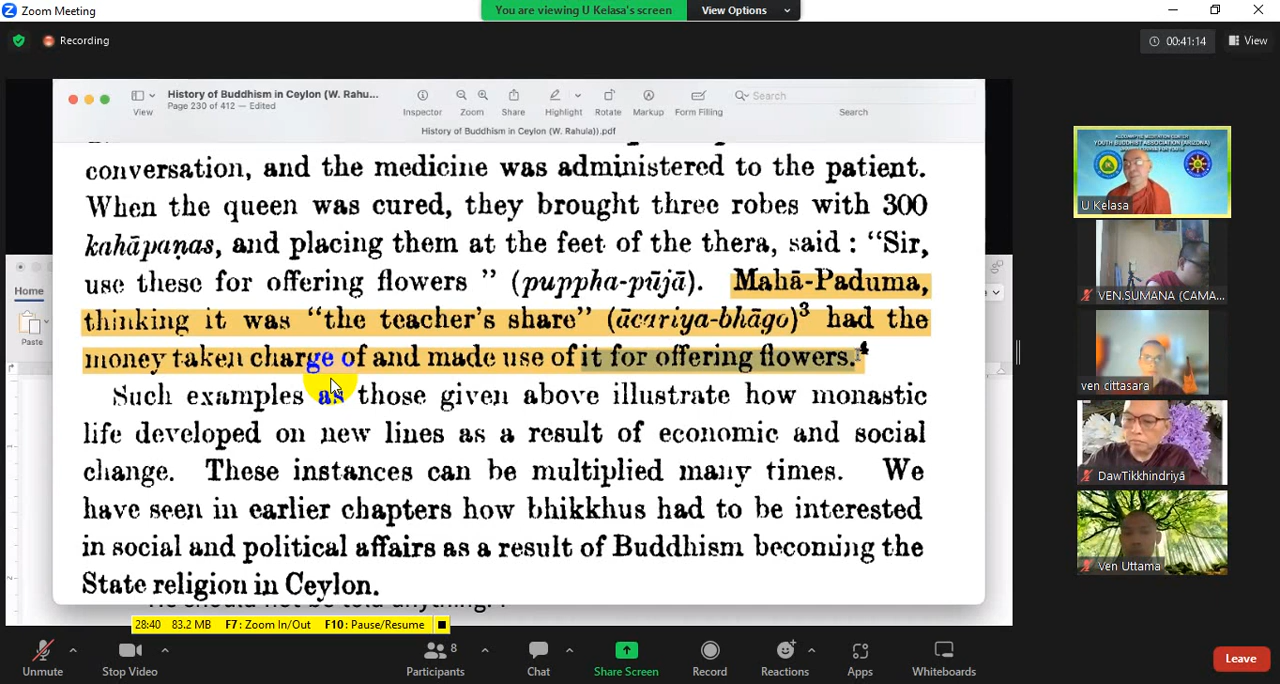 Zoom Meeting
You are viewing U Kelasa's screen
View Options
Recording
00:41:14
View
History of Buddhism in Ceylon (W. Rahu...
Page 230 of 412 — Edited
View
Inspector
Zoom
Share
Highlight
Rotate
Markup
Form Filling
Search
Search
History of Buddhism in Ceylon (W. Rahula)).pdf
conversation, and the medicine was administered to the patient.
When the queen was cured, they brought three robes with 300
kahāpaṇas, and placing them at the feet of the thera, said : “Sir,
use these for offering flowers ” (puppha-pūjā). Mahā-Paduma,
thinking it was “the teacher’s share” (ācariya-bhāgo)3 had the
money taken charge of and made use of it for offering flowers.4
Such examples as those given above illustrate how monastic
life developed on new lines as a result of economic and social
change. These instances can be multiplied many times. We
have seen in earlier chapters how bhikkhus had to be interested
in social and political affairs as a result of Buddhism becoming the
State religion in Ceylon.
Home
Paste
28:40 83.2 MB F7: Zoom In/Out F10: Pause/Resume
YOUTH BUDDHIST ASSOCIATION (ARIZONA)
U Kelasa
VEN.SUMANA (CAMA...
ven cittasara
DawTikkhindriyā
Ven Uttama
Unmute
Stop Video
Participants
8
Chat
Share Screen
Record
Reactions
Apps
Whiteboards
Leave